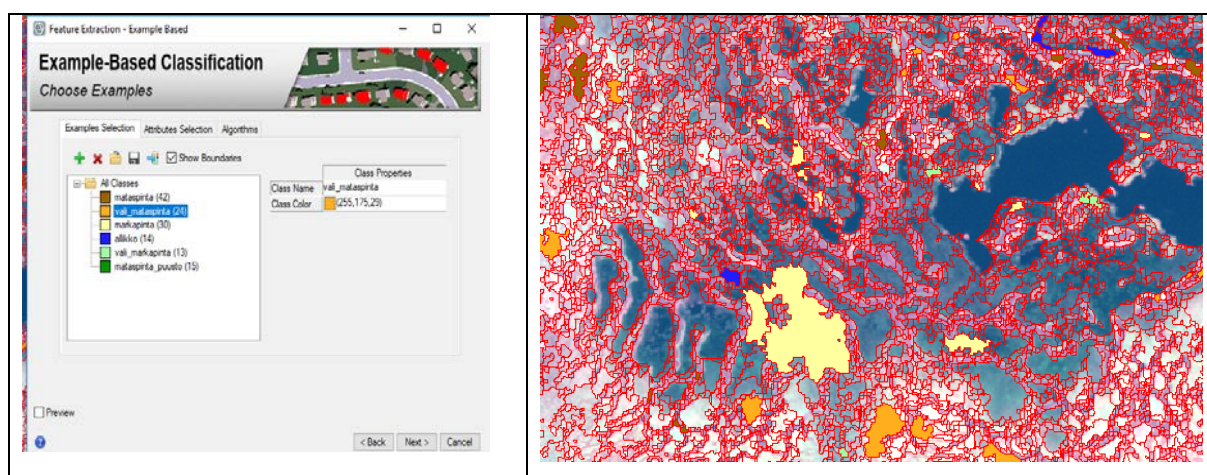 Feature Extraction - Example Based
Example-Based Classification
Choose Examples
Examples Selection Attributes Selection Algorithms
Show Boundaries
All Classes
mataspinta (42)
vali_mataspinta (24)
markapinta (30)
allikko (14)
vali_markapinta (13)
mataspinta_puusto (15)
Class Properties
Class Name vali_mataspinta
Class Color (255,175,29)
Preview
< Back Next > Cancel